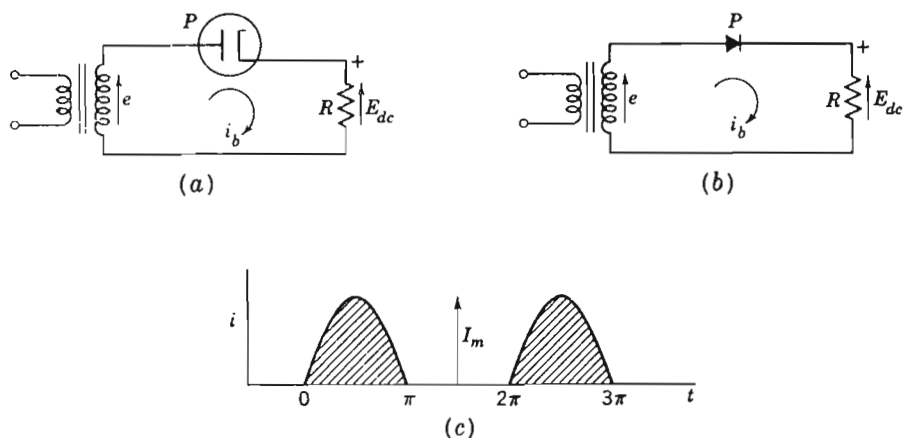 P
e
i_b
R
+
E_dc
(a)
P
e
i_b
R
+
E_dc
(b)
i
I_m
0 π 2π 3π t
(c)